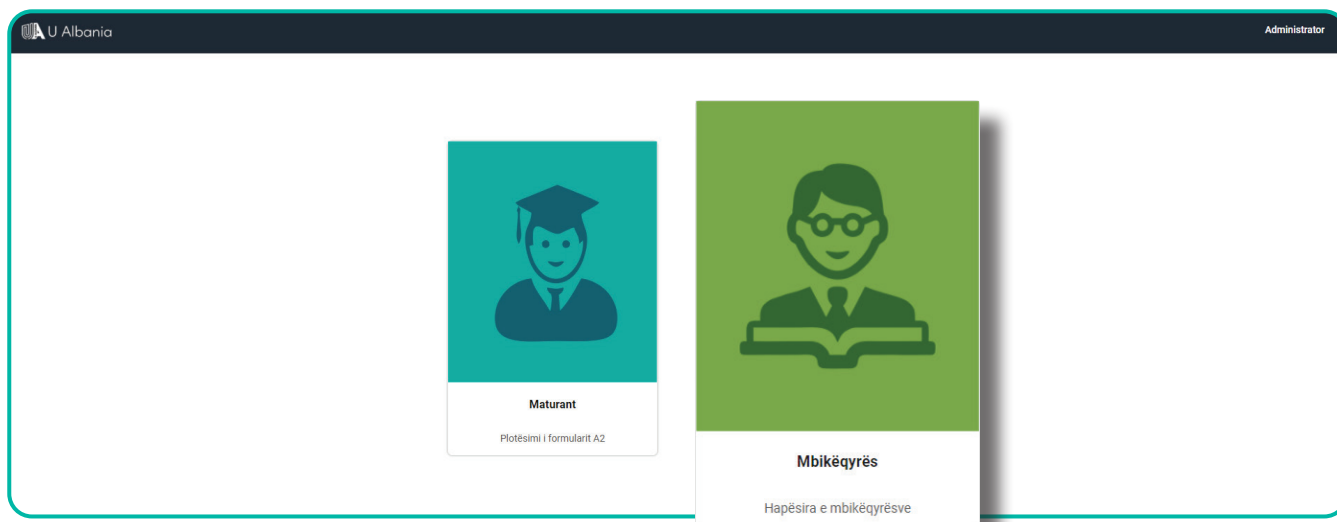 U Albania
Administrator
Maturant
Plotësimi i formularit A2
Mbikëqyrës
Hapësira e mbikëqyrësve